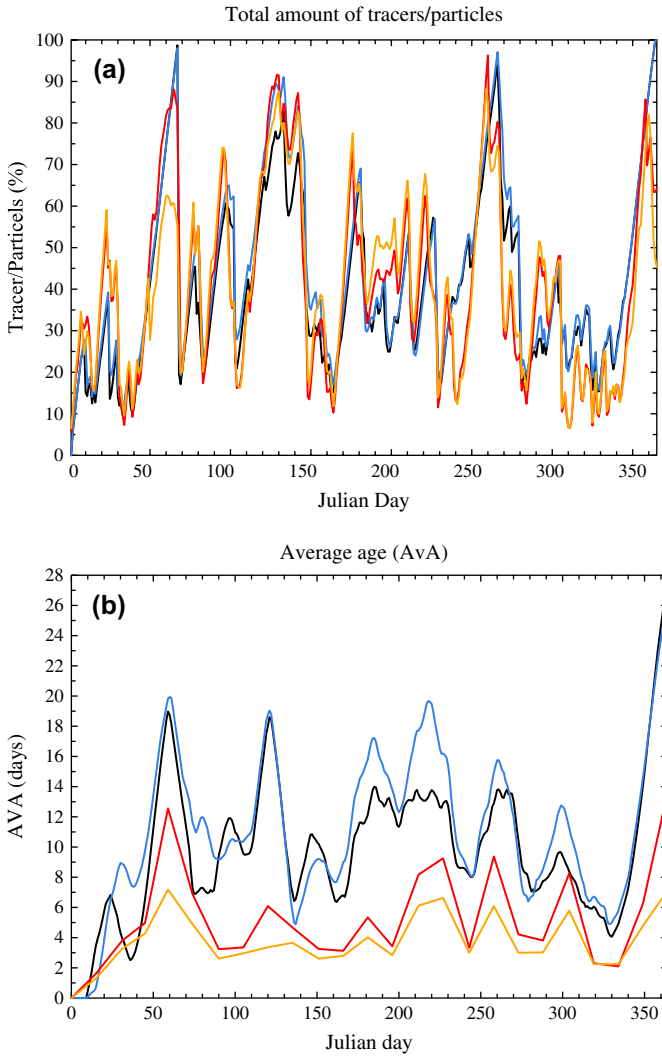 Total amount of tracers/particles
(a)
Tracer/Particels (%)
100
90
80
70
60
50
40
30
20
10
0
0 50 100 150 200 250 300 350
Julian Day
Average age (AvA)
(b)
AVA (days)
28
26
24
22
20
18
16
14
12
10
8
6
4
2
0
0 50 100 150 200 250 300 350
Julian day